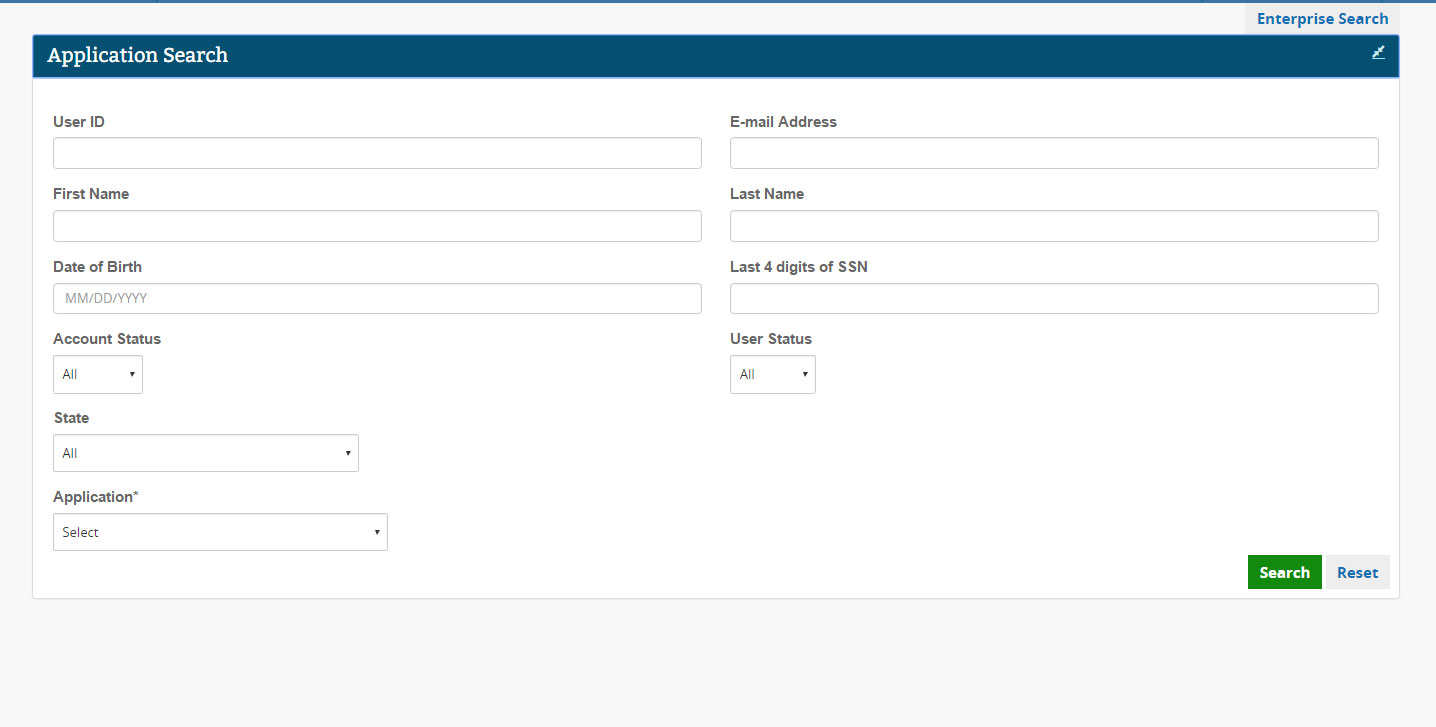 Enterprise Search
Application Search
User ID
E-mail Address
First Name
Last Name
Date of Birth
Last 4 digits of SSN
MM/DD/YYYY
Account Status
User Status
All
All
State
All
Application*
Select
Search
Reset